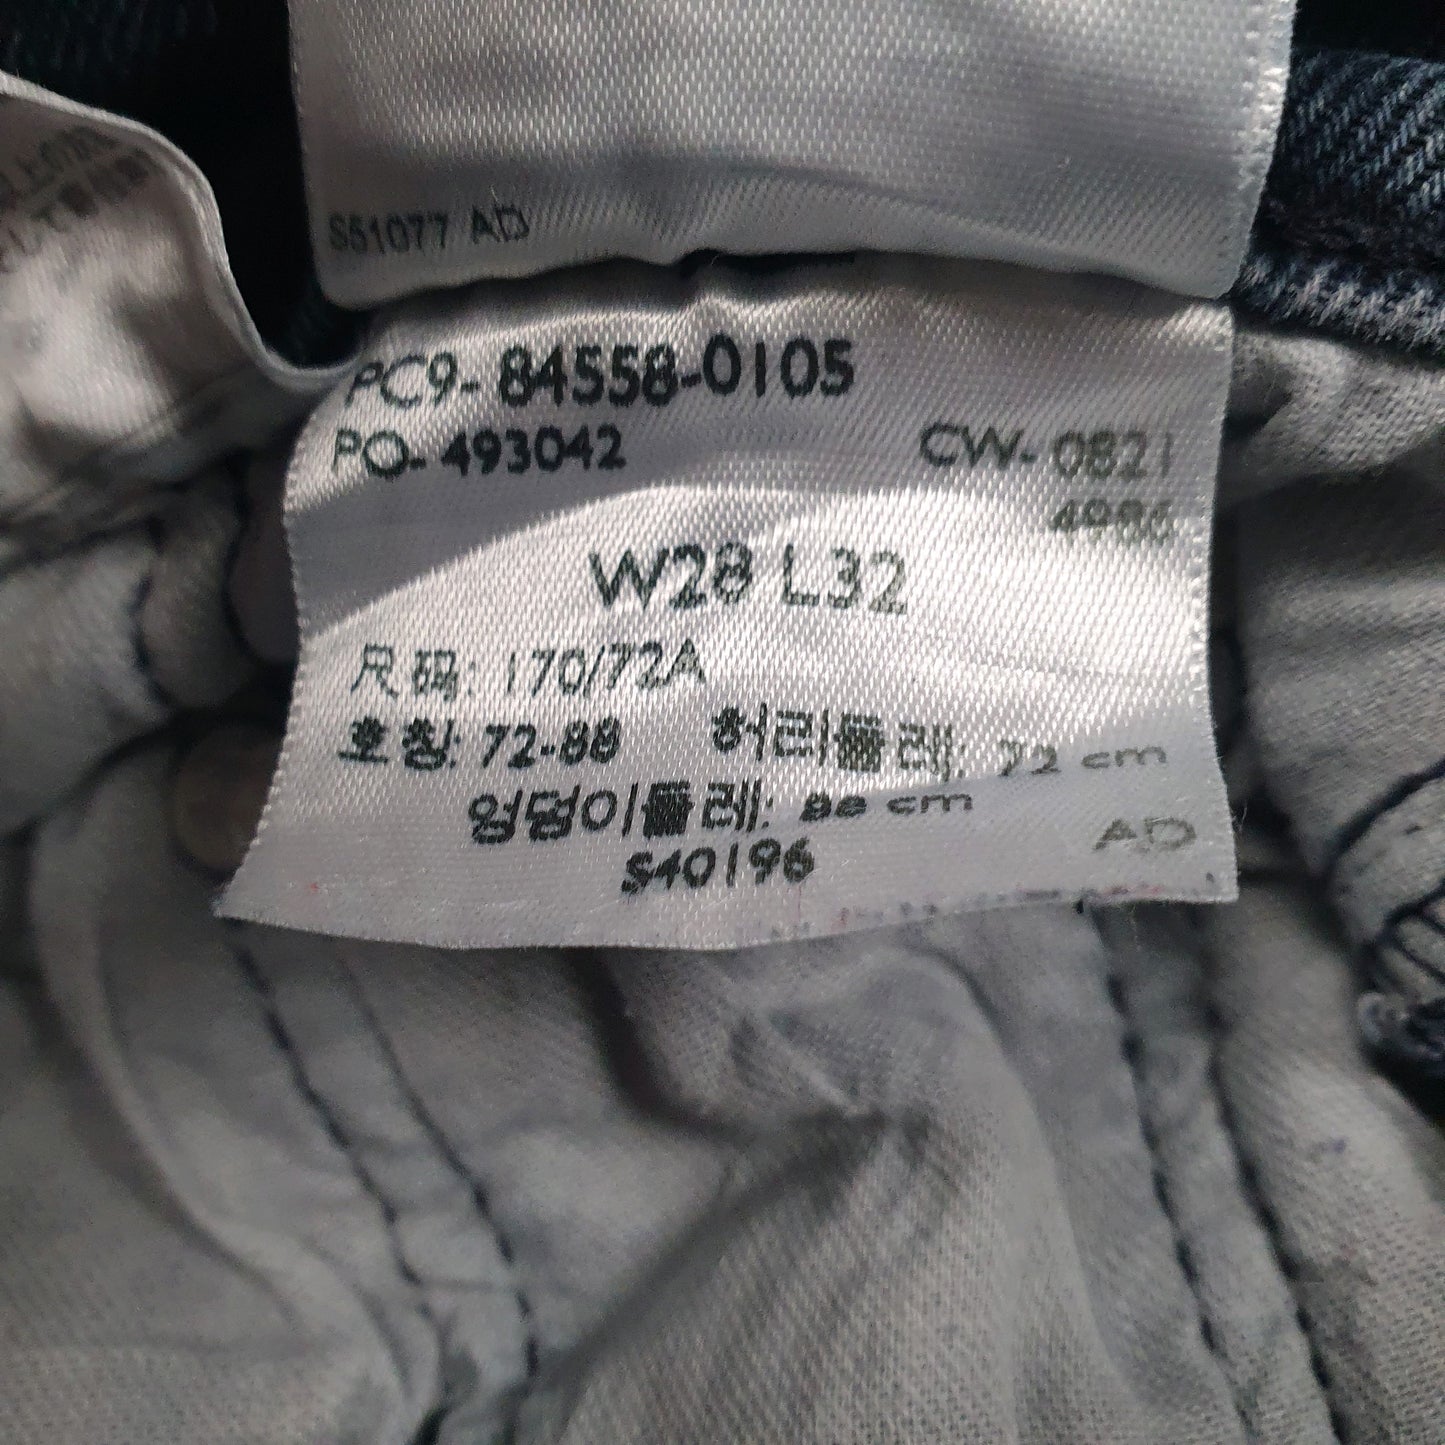 S51077 AD
PC9-84558-0105
PO-493042 CW-0821
4986
W28 L32
尺码: 170/72A
호칭: 72-88 허리둘레: 72 cm
엉덩이둘레: 88 cm
AD
S40196